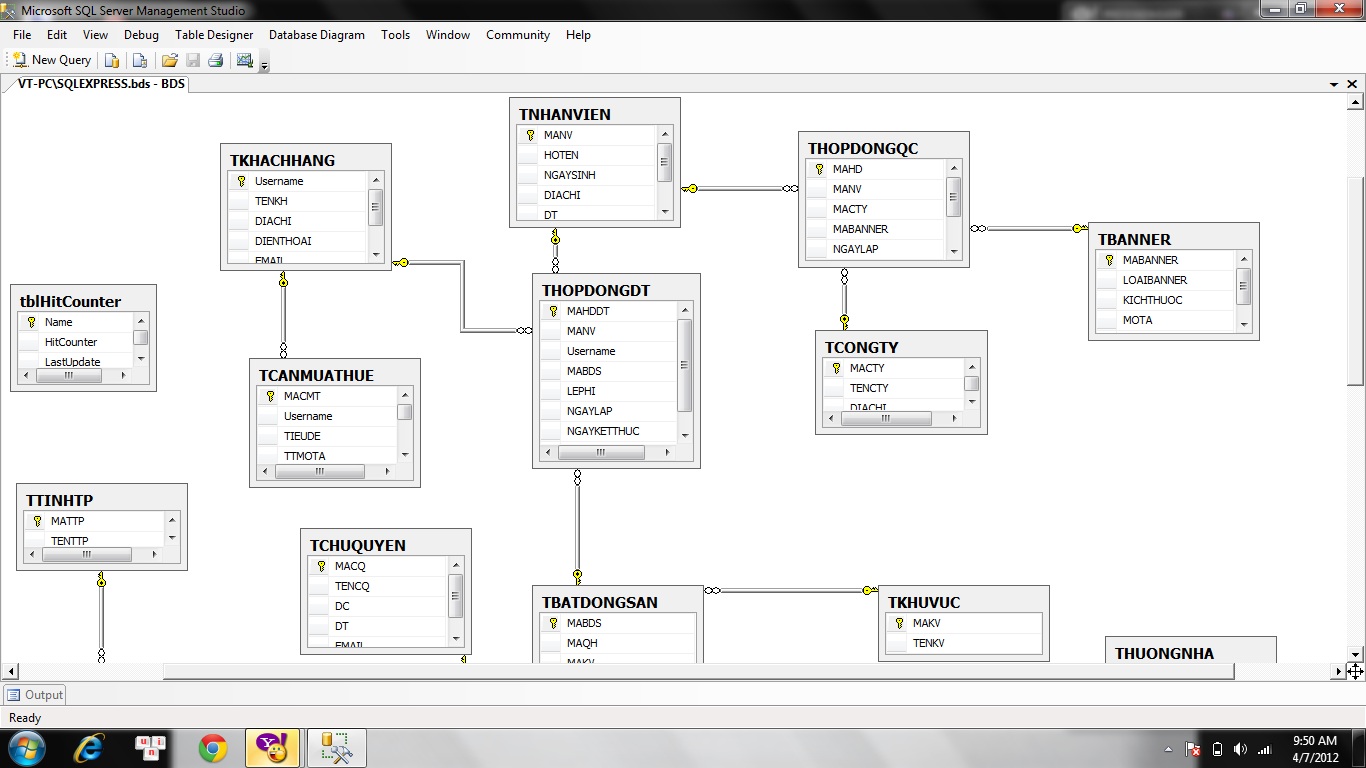 Microsoft SQL Server Management Studio
File Edit View Debug Table Designer Database Diagram Tools Window Community Help
New Query
VT-PC\SQLEXPRESS.bds - BDS
TNHANVIEN
MANV
HOTEN
NGAYSINH
DIACHI
DT
TKHACHHANG
Username
TENKH
DIACHI
DIENTHOAI
EMAIL
THOPDONGQC
MAHD
MANV
MACTY
MABANNER
NGAYLAP
TBANNER
MABANNER
LOAIBANNER
KICHTHUOC
MOTA
tblHitCounter
Name
HitCounter
LastUpdate
THOPDONGDT
MAHDDT
MANV
Username
MABDS
LEPHI
NGAYLAP
NGAYKETTHUC
TCONGTY
MACTY
TENCTY
DIACHI
TCANMUATHUE
MACMT
Username
TIEUDE
TTMOTA
TTINHTP
MATTP
TENTTP
TCHUQUYEN
MACQ
TENCQ
DC
DT
EMAIL
TBATDONGSAN
MABDS
MAQH
MAKV
TKHUVUC
MAKV
TENKV
THUONGNHA
Output
Ready
9:50 AM
4/7/2012